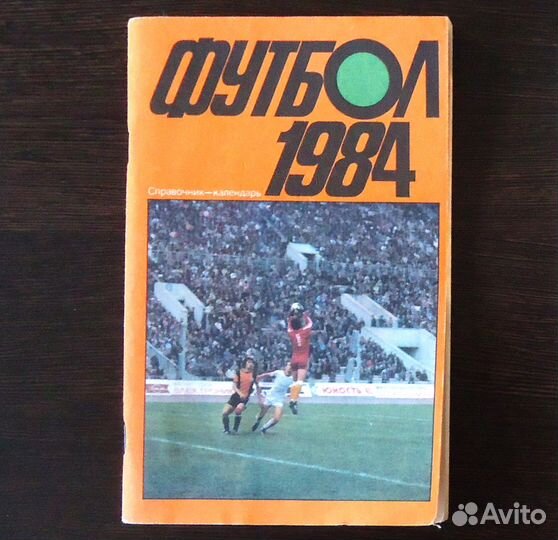 ФУТБОЛ
1984
Справочник—календарь
ЮНОСТЬ
Avito